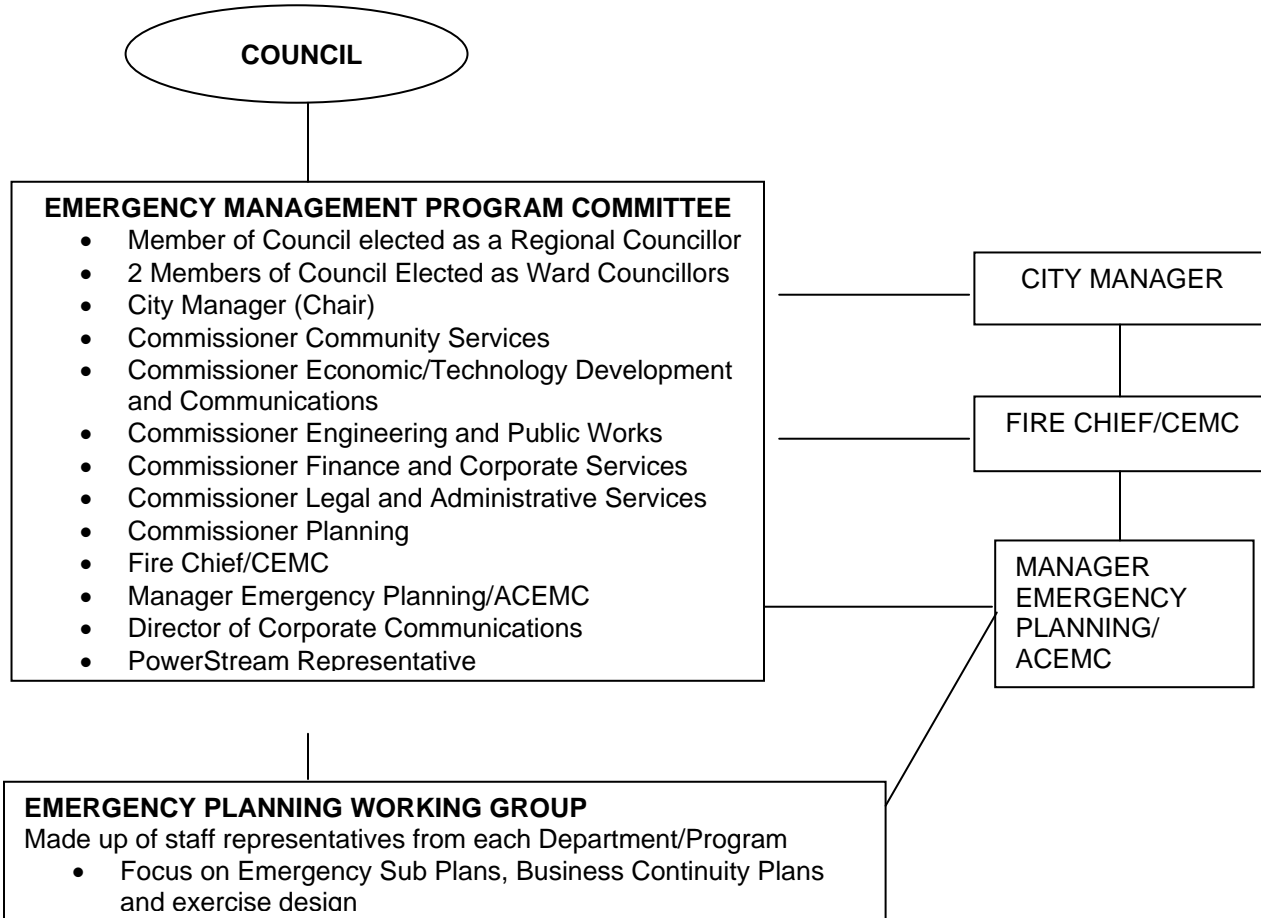 COUNCIL
EMERGENCY MANAGEMENT PROGRAM COMMITTEE
• Member of Council elected as a Regional Councillor
• 2 Members of Council Elected as Ward Councillors
• City Manager (Chair)
• Commissioner Community Services
• Commissioner Economic/Technology Development
and Communications
• Commissioner Engineering and Public Works
• Commissioner Finance and Corporate Services
• Commissioner Legal and Administrative Services
• Commissioner Planning
• Fire Chief/CEMC
• Manager Emergency Planning/ACEMC
• Director of Corporate Communications
• PowerStream Representative
CITY MANAGER
FIRE CHIEF/CEMC
MANAGER
EMERGENCY
PLANNING/
ACEMC
EMERGENCY PLANNING WORKING GROUP
Made up of staff representatives from each Department/Program
• Focus on Emergency Sub Plans, Business Continuity Plans
and exercise design